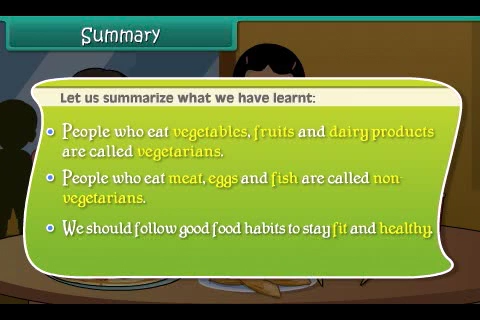 Summary
Let us summarize what we have learnt:
People who eat vegetables, fruits and dairy products
are called vegetarians.
People who eat meat, eggs and fish are called non-
vegetarians.
We should follow good food habits to stay fit and healthy.